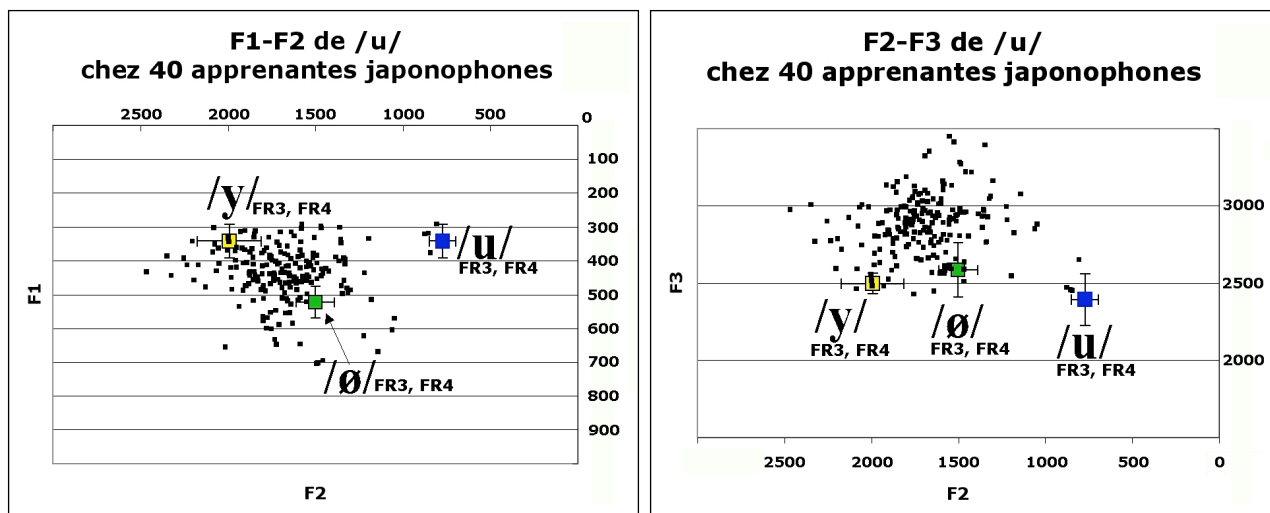 F1-F2 de /u/
chez 40 apprenantes japonophones
2500 2000 1500 1000 500 0
100
200
300
400
500
600
700
800
900
/y/ FR3, FR4
/u/
FR3, FR4
/ø/ FR3, FR4
F1
F2
F2-F3 de /u/
chez 40 apprenantes japonophones
3000
2500
2000
/y/
FR3, FR4
/ø/
FR3, FR4
/u/
FR3, FR4
F3
2500 2000 1500 1000 500 0
F2